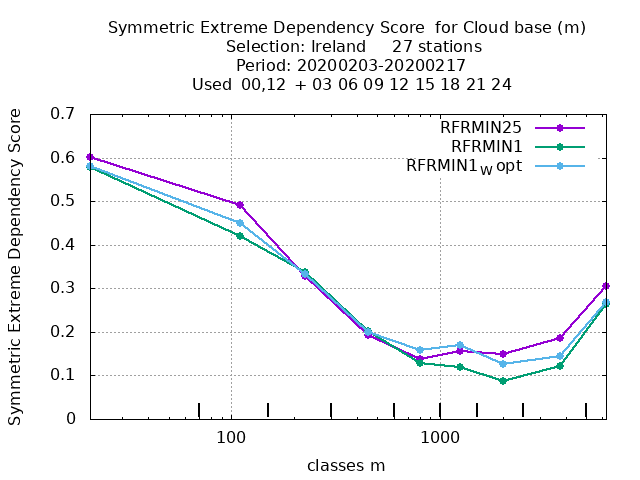 Symmetric Extreme Dependency Score for Cloud base (m)
Selection: Ireland 27 stations
Period: 20200203-20200217
Used 00,12 + 03 06 09 12 15 18 21 24
Symmetric Extreme Dependency Score
0.7
0.6
0.5
0.4
0.3
0.2
0.1
0
RFRMIN25
RFRMIN1
RFRMIN1w opt
100
1000
classes m